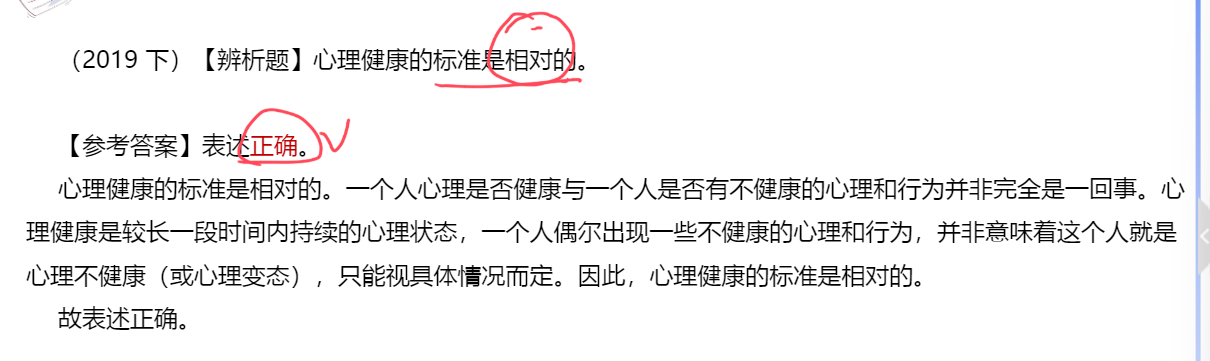 （2019 下）【辨析题】心理健康的标准是相对的。
【参考答案】表述正确。
心理健康的标准是相对的。一个人心理是否健康与一个人是否有不健康的心理和行为并非完全是一回事。心
理健康是较长一段时间内持续的心理状态，一个人偶尔出现一些不健康的心理和行为，并非意味着这个人就是
心理不健康（或心理变态），只能视具体情况而定。因此，心理健康的标准是相对的。
故表述正确。